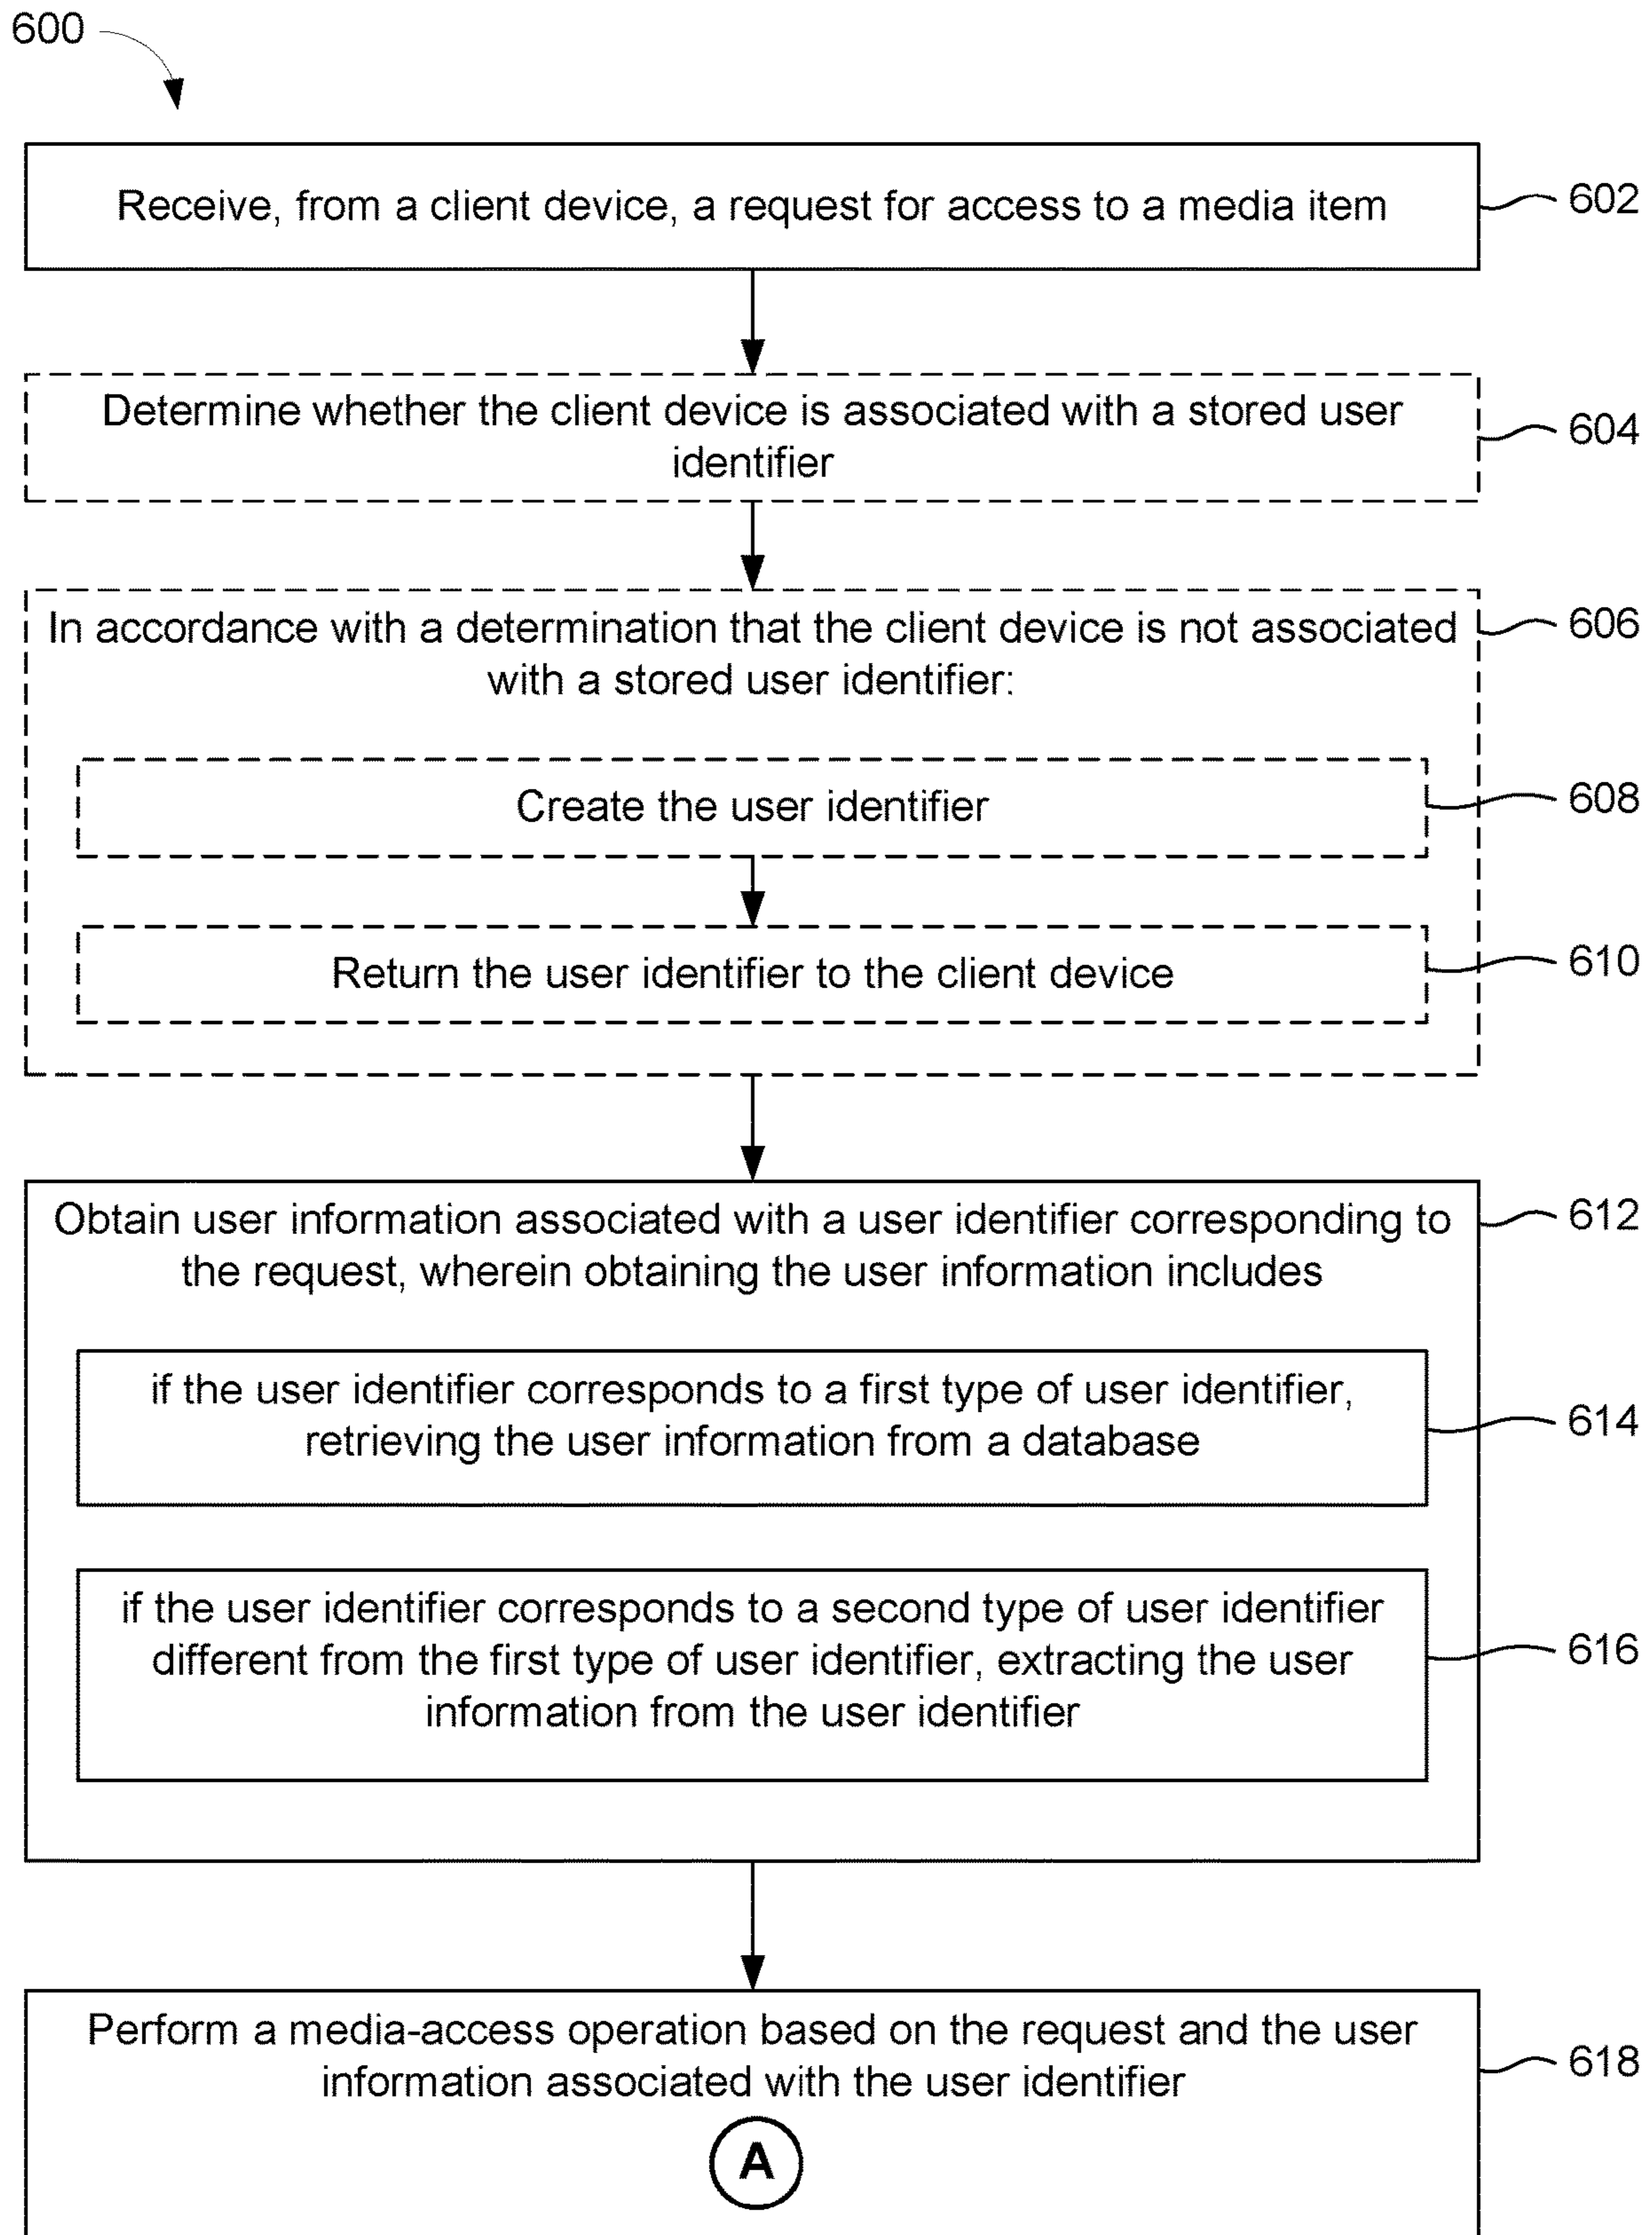 600
Receive, from a client device, a request for access to a media item
602
Determine whether the client device is associated with a stored user
identifier
604
In accordance with a determination that the client device is not associated
with a stored user identifier:
606
Create the user identifier
608
Return the user identifier to the client device
610
Obtain user information associated with a user identifier corresponding to
the request, wherein obtaining the user information includes
612
if the user identifier corresponds to a first type of user identifier,
retrieving the user information from a database
614
if the user identifier corresponds to a second type of user identifier
different from the first type of user identifier, extracting the user
information from the user identifier
616
Perform a media-access operation based on the request and the user
information associated with the user identifier
618
A